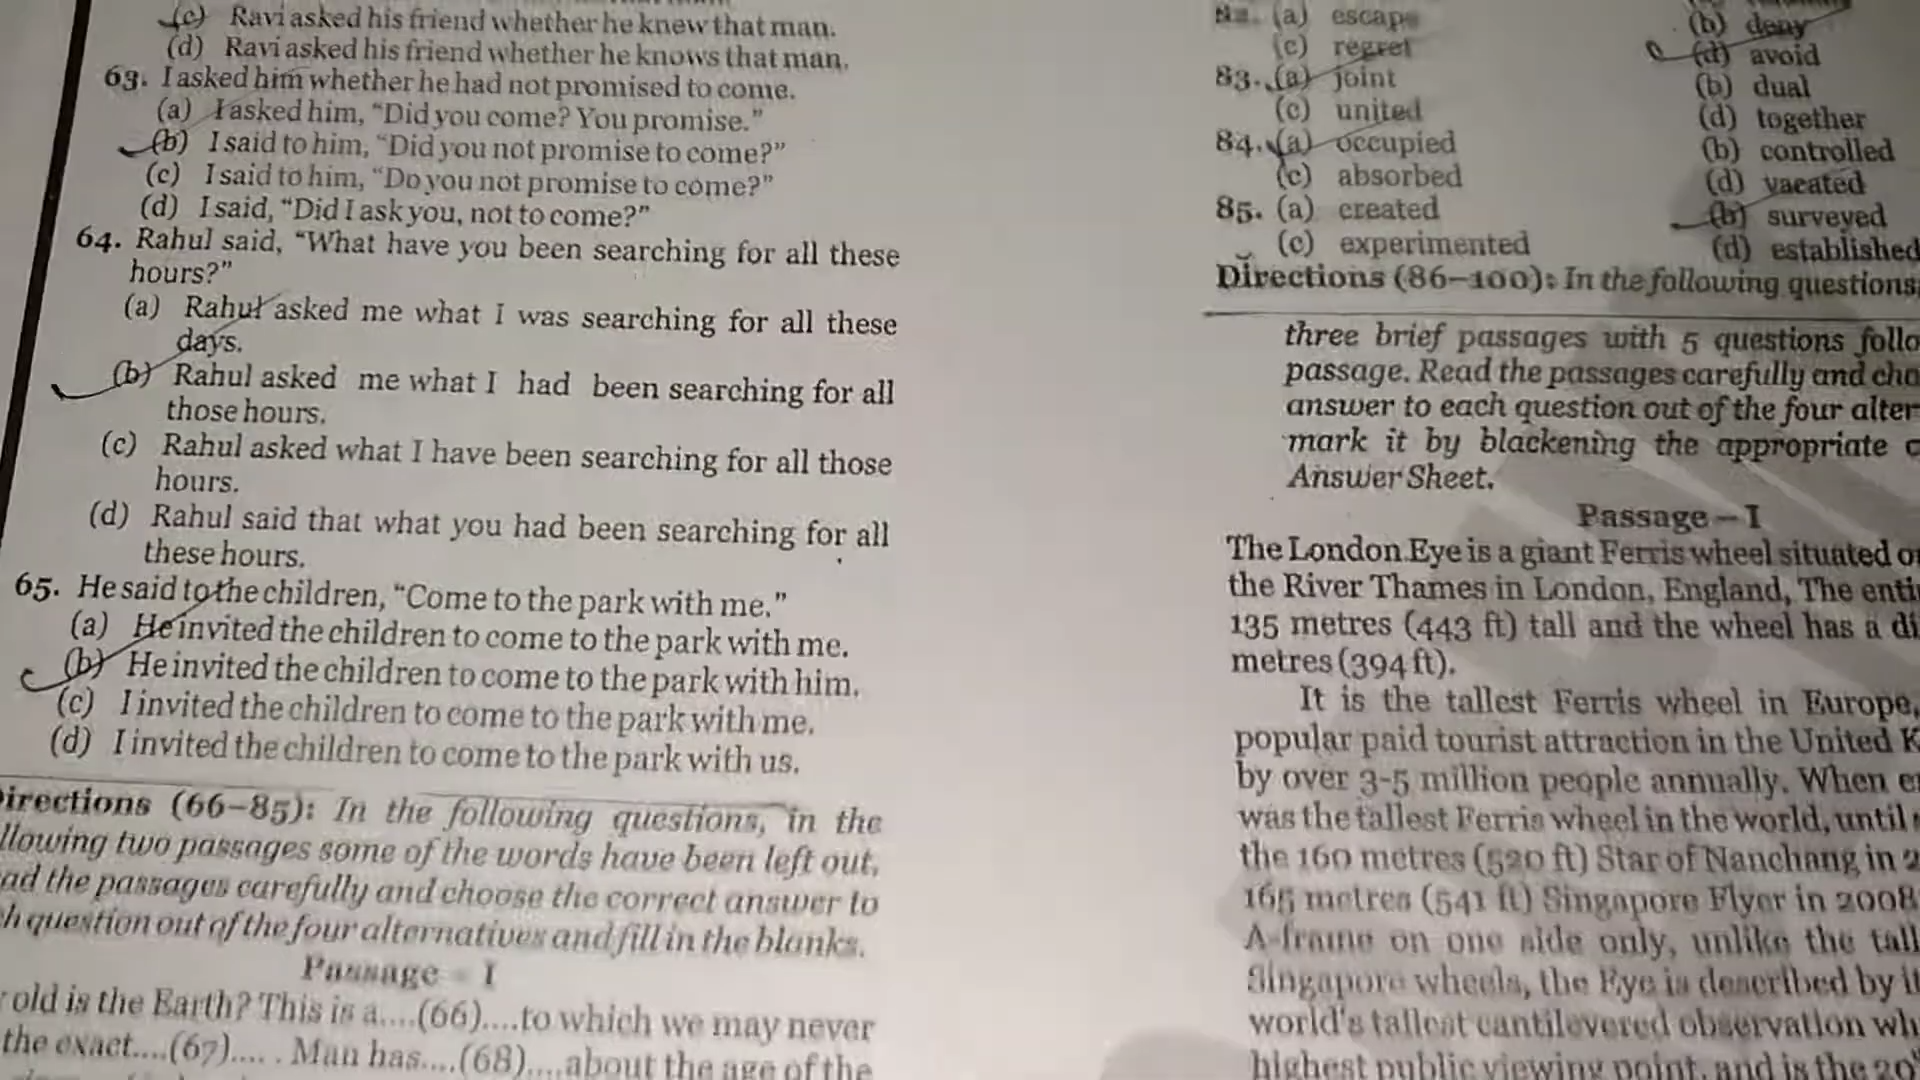 (c) Ravi asked his friend whether he knew that man.
(d) Ravi asked his friend whether he knows that man.
63. I asked him whether he had not promised to come.
(a) I asked him, “Did you come? You promise.”
(b) I said to him, “Did you not promise to come?”
(c) I said to him, “Do you not promise to come?”
(d) I said, “Did I ask you, not to come?”
64. Rahul said, “What have you been searching for all these
hours?”
(a) Rahul asked me what I was searching for all these
days.
(b) Rahul asked me what I had been searching for all
those hours.
(c) Rahul asked what I have been searching for all those
hours.
(d) Rahul said that what you had been searching for all
these hours.
65. He said to the children, “Come to the park with me.”
(a) He invited the children to come to the park with me.
(b) He invited the children to come to the park with him.
(c) I invited the children to come to the park with me.
(d) I invited the children to come to the park with us.
irections (66–85): In the following questions, in the
llowing two passages some of the words have been left out.
ad the passages carefully and choose the correct answer to
h question out of the four alternatives and fill in the blanks.
Passage – I
old is the Earth? This is a....(66)....to which we may never
the exact....(67).... . Man has....(68)....about the age of the
(a) escape (b) deny
(c) regret (d) avoid
83. (a) joint (b) dual
(c) united (d) together
84. (a) occupied (b) controlled
(c) absorbed (d) vacated
85. (a) created (b) surveyed
(c) experimented (d) established
Directions (86–100): In the following questions,
three brief passages with 5 questions follo
passage. Read the passages carefully and cho
answer to each question out of the four alter
mark it by blackening the appropriate
Answer Sheet.
Passage – I
The London Eye is a giant Ferris wheel situated o
the River Thames in London, England, The enti
135 metres (443 ft) tall and the wheel has a di
metres (394 ft).
It is the tallest Ferris wheel in Europe,
popular paid tourist attraction in the United K
by over 3-5 million people annually. When e
was the tallest Ferris wheel in the world, until
the 160 metres (520 ft) Star of Nanchang in 2
165 metres (541 ft) Singapore Flyer in 2008
A-frame on one side only, unlike the tall
Singapore wheels, the Eye is described by it
world's tallest cantilevered observation wh
highest public viewing point, and is the 20